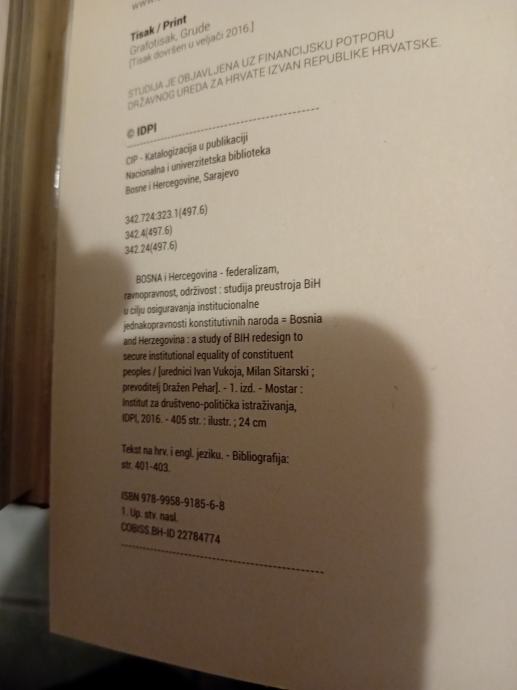 www.
Tisak / Print
Grafotisak, Grude
[Tisak dovršen u veljači 2016.]
STUDIJA JE OBJAVLJENA UZ FINANCIJSKU POTPORU
DRŽAVNOG UREDA ZA HRVATE IZVAN REPUBLIKE HRVATSKE.
© IDPI
CIP - Katalogizacija u publikaciji
Nacionalna i univerzitetska biblioteka
Bosne i Hercegovine, Sarajevo
342.724:323.1(497.6)
342.4(497.6)
342.24(497.6)
BOSNA i Hercegovina - federalizam,
ravnopravnost, održivost : studija preustroja BiH
u cilju osiguravanja institucionalne
jednakopravnosti konstitutivnih naroda = Bosnia
and Herzegovina : a study of BIH redesign to
secure institutional equality of constituent
peoples / [urednici Ivan Vukoja, Milan Sitarski ;
prevoditelj Dražen Pehar]. - 1. izd. - Mostar :
Institut za društveno-politička istraživanja,
IDPI, 2016. - 405 str. : ilustr. ; 24 cm
Tekst na hrv. i engl. jeziku. - Bibliografija:
str. 401-403.
ISBN 978-9958-9185-6-8
1. Up. stv. nasl.
COBISS.BH-ID 22784774